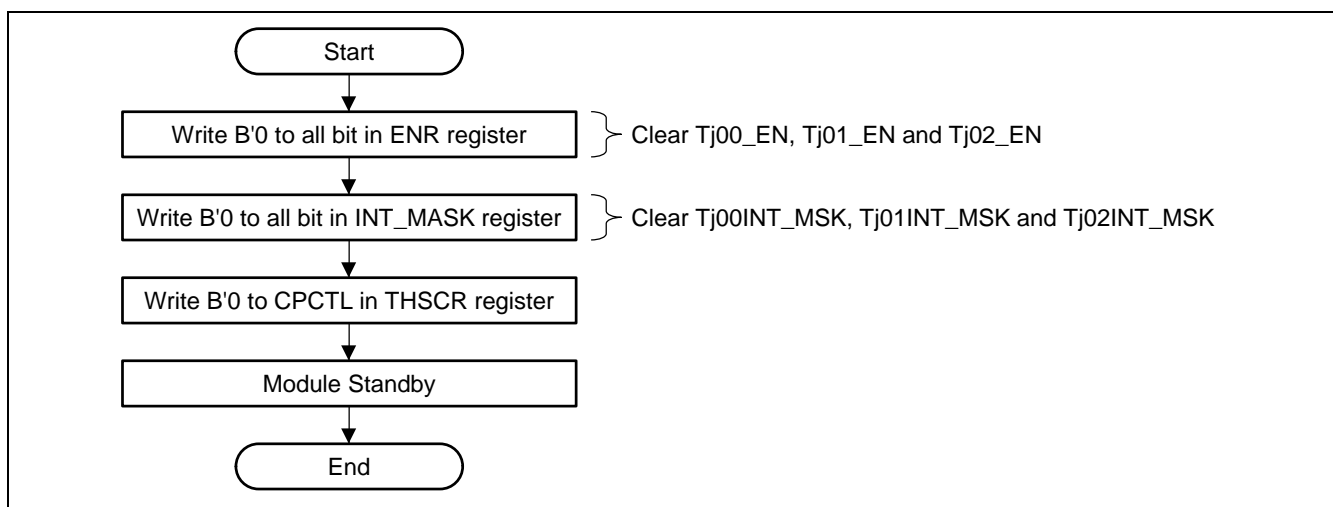 Start
Write B'0 to all bit in ENR register
Clear Tj00_EN, Tj01_EN and Tj02_EN
Write B'0 to all bit in INT_MASK register
Clear Tj00INT_MSK, Tj01INT_MSK and Tj02INT_MSK
Write B'0 to CPCTL in THSCR register
Module Standby
End